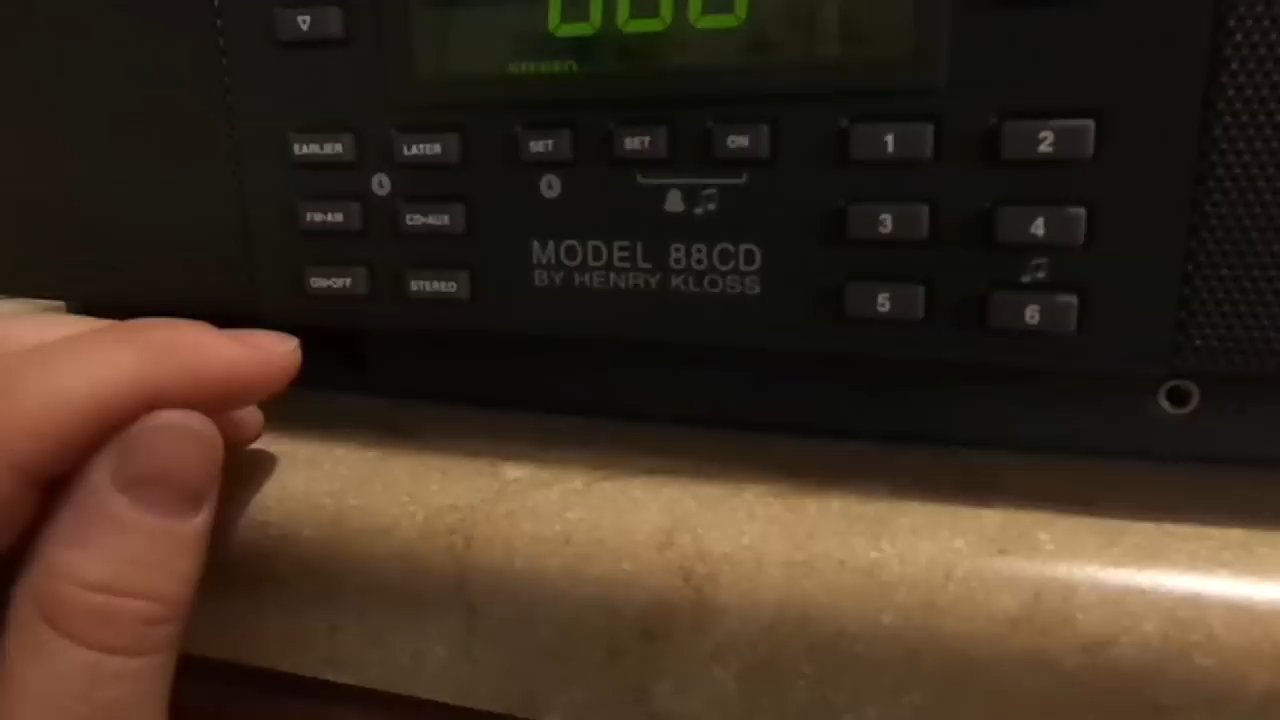 STEREO
EARLIER LATER SET SET ON 1 2
FM•AM CD•AUX 3 4
MODEL 88CD
BY HENRY KLOSS
ON•OFF STEREO 5 6